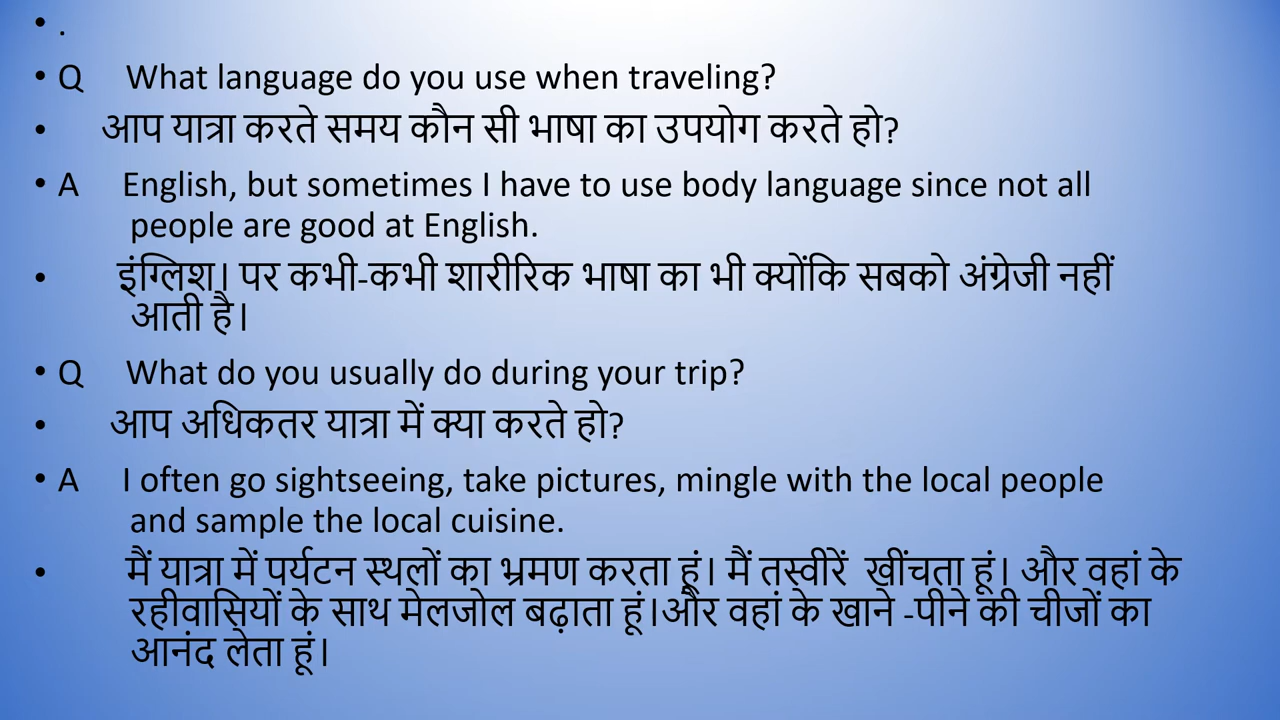 • .
• Q What language do you use when traveling?
• आप यात्रा करते समय कौन सी भाषा का उपयोग करते हो?
• A English, but sometimes I have to use body language since not all
people are good at English.
• इंग्लिश। पर कभी-कभी शारीरिक भाषा का भी क्योंकि सबको अंग्रेजी नहीं
आती है।
• Q What do you usually do during your trip?
• आप अधिकतर यात्रा में क्या करते हो?
• A I often go sightseeing, take pictures, mingle with the local people
and sample the local cuisine.
• मैं यात्रा में पर्यटन स्थलों का भ्रमण करता हूं। मैं तस्वीरें खींचता हूं। और वहां के
रहीवासियों के साथ मेलजोल बढ़ाता हूं।और वहां के खाने -पीने की चीजों का
आनंद लेता हूं।